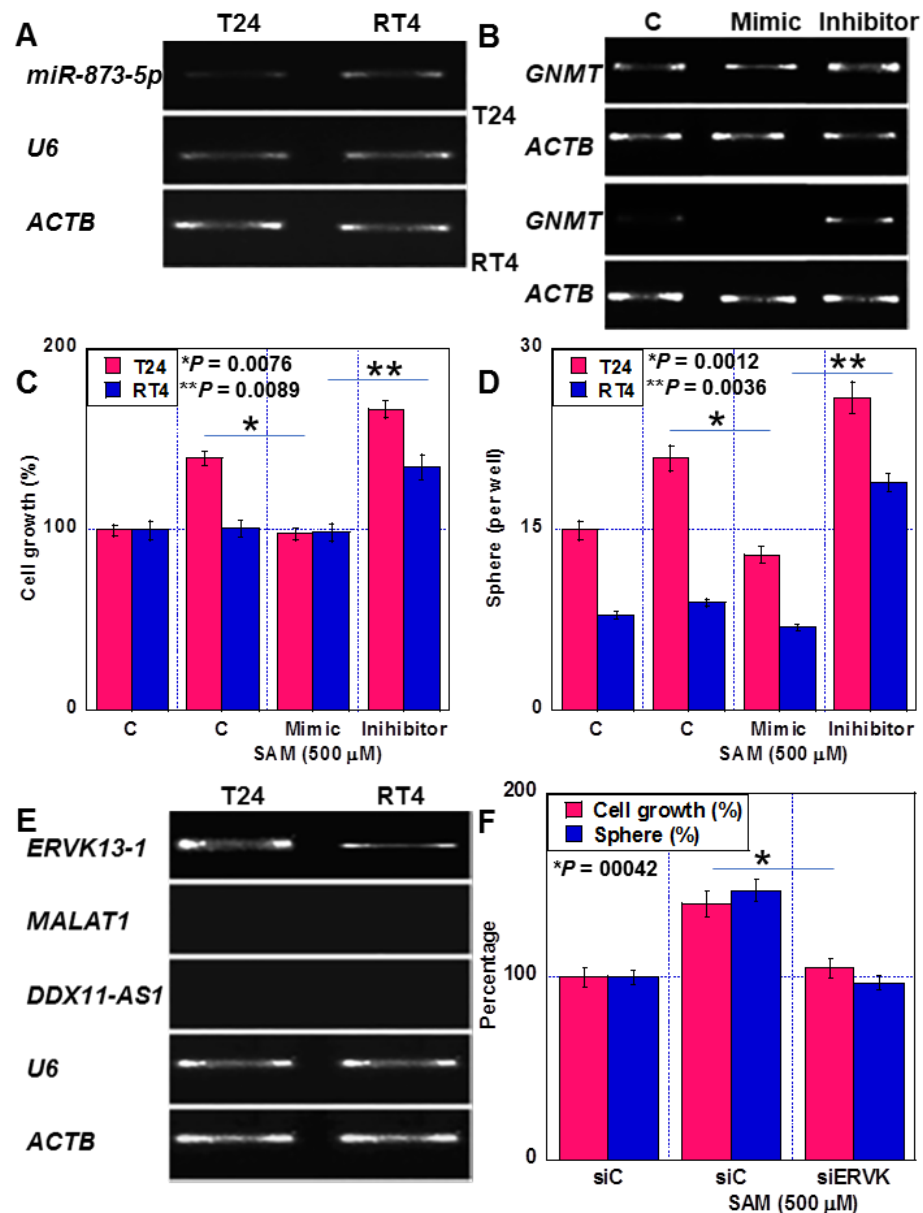 A
T24 RT4
miR-873-5p
U6
ACTB
B
C Mimic Inhibitor
T24
GNMT
ACTB
RT4
GNMT
ACTB
C
200
100
0
Cell growth (%)
T24
RT4
*P = 0.0076
**P = 0.0089
*
**
C C Mimic Inihibitor
SAM (500 µM)
D
30
15
0
Sphere (per well)
T24
RT4
*P = 0.0012
**P = 0.0036
*
**
C C Mimic Inihibitor
SAM (500 µM)
E
T24 RT4
ERVK13-1
MALAT1
DDX11-AS1
U6
ACTB
F
200
100
0
Percentage
Cell growth (%)
Sphere (%)
*P = 00042
*
siC siC siERVK
SAM (500 µM)